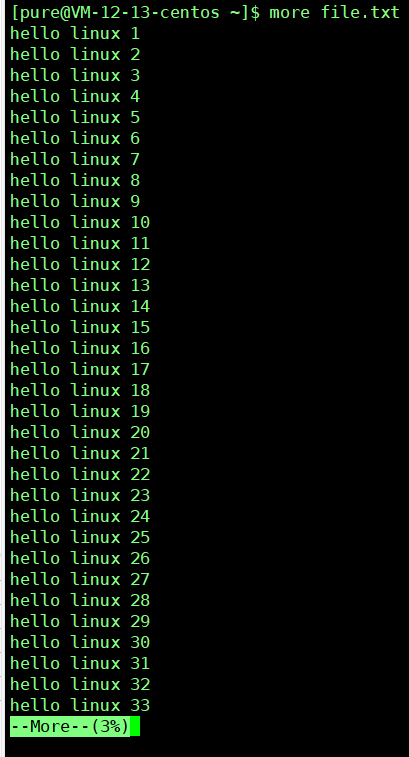 [pure@VM-12-13-centos ~]$ more file.txt
hello linux 1
hello linux 2
hello linux 3
hello linux 4
hello linux 5
hello linux 6
hello linux 7
hello linux 8
hello linux 9
hello linux 10
hello linux 11
hello linux 12
hello linux 13
hello linux 14
hello linux 15
hello linux 16
hello linux 17
hello linux 18
hello linux 19
hello linux 20
hello linux 21
hello linux 22
hello linux 23
hello linux 24
hello linux 25
hello linux 26
hello linux 27
hello linux 28
hello linux 29
hello linux 30
hello linux 31
hello linux 32
hello linux 33
--More--(3%)